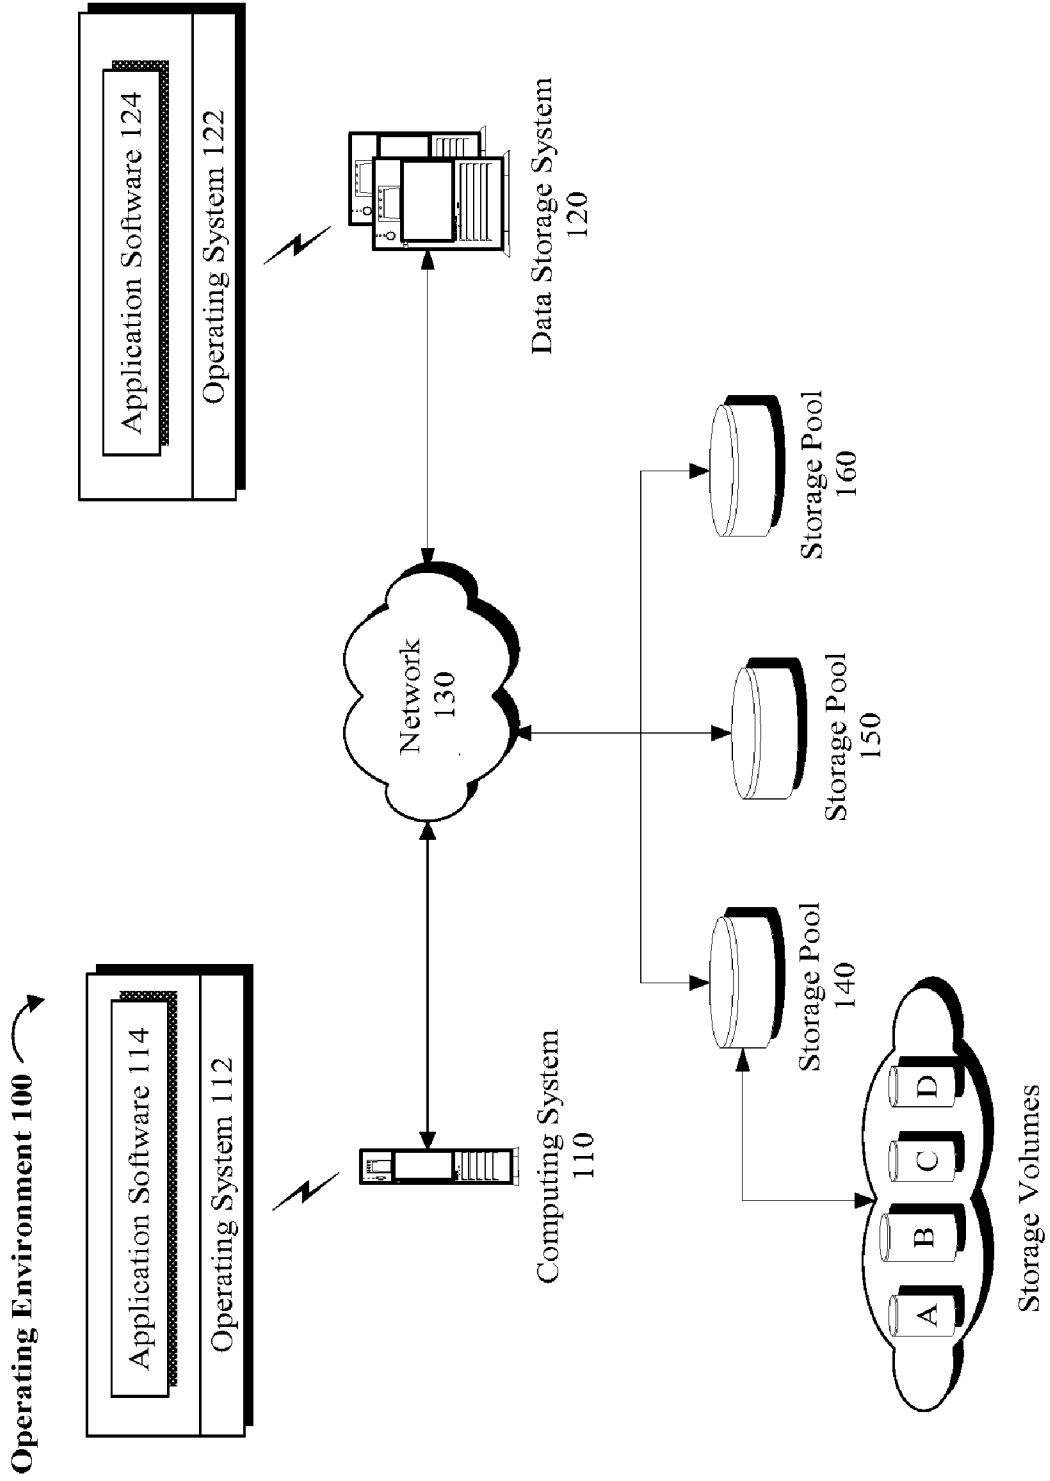 Operating Environment 100
Application Software 114
Operating System 112
Application Software 124
Operating System 122
Computing System
110
Network
130
Data Storage System
120
Storage Pool
140
Storage Pool
150
Storage Pool
160
A
B
C
D
Storage Volumes